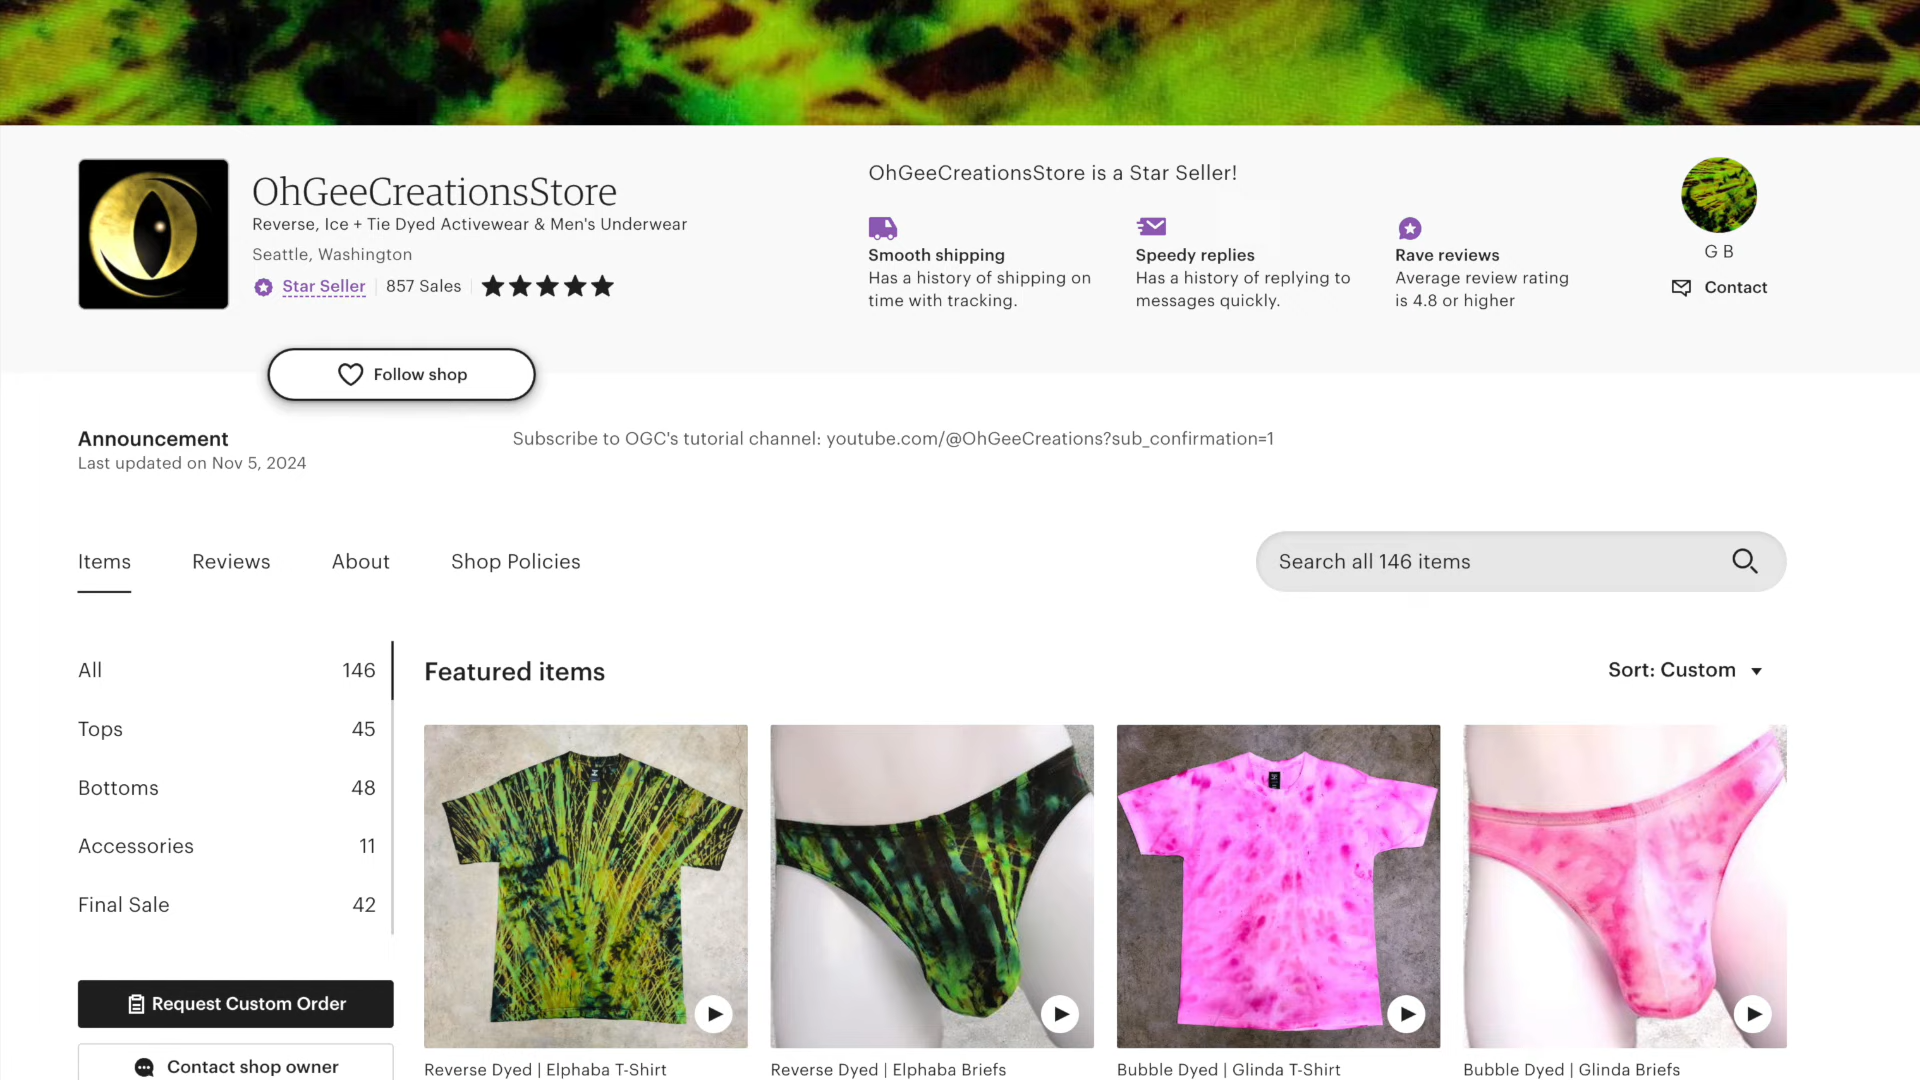 OhGeeCreationsStore
Reverse, Ice + Tie Dyed Activewear & Men's Underwear
Seattle, Washington
Star Seller
857 Sales
OhGeeCreationsStore is a Star Seller!
Smooth shipping
Has a history of shipping on
time with tracking.
Speedy replies
Has a history of replying to
messages quickly.
Rave reviews
Average review rating
is 4.8 or higher
G B
Contact
Follow shop
Announcement
Last updated on Nov 5, 2024
Subscribe to OGC's tutorial channel: youtube.com/@OhGeeCreations?sub_confirmation=1
Items
Reviews
About
Shop Policies
Search all 146 items
All 146
Tops 45
Bottoms 48
Accessories 11
Final Sale 42
Request Custom Order
Contact shop owner
Featured items
Sort: Custom
Reverse Dyed | Elphaba T-Shirt
Reverse Dyed | Elphaba Briefs
Bubble Dyed | Glinda T-Shirt
Bubble Dyed | Glinda Briefs